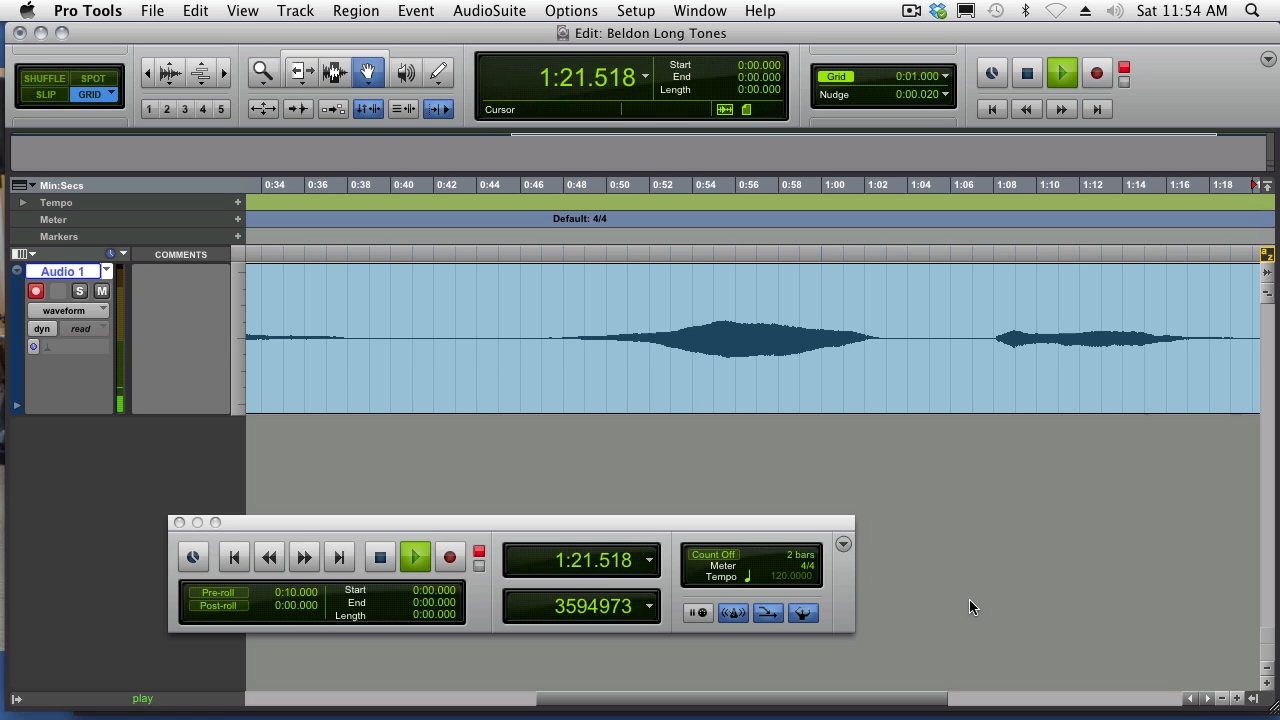 Pro Tools File Edit View Track Region Event AudioSuite Options Setup Window Help Sat 11:54 AM
Edit: Beldon Long Tones
SHUFFLE SPOT
SLIP GRID
1 2 3 4 5
1:21.518
Start 0:00.000
End 0:00.000
Length 0:00.000
Cursor
Grid 0:01.000
Nudge 0:00.020
Min:Secs 0:34 0:36 0:38 0:40 0:42 0:44 0:46 0:48 0:50 0:52 0:54 0:56 0:58 1:00 1:02 1:04 1:06 1:08 1:10 1:12 1:14 1:16 1:18
Tempo
Meter Default: 4/4
Markers
COMMENTS
a z
Audio 1
S M
waveform
dyn read
1:21.518
3594973
Pre-roll 0:10.000
Post-roll 0:00.000
Start 0:00.000
End 0:00.000
Length 0:00.000
Count Off 2 bars
Meter 4/4
Tempo 120.0000
play